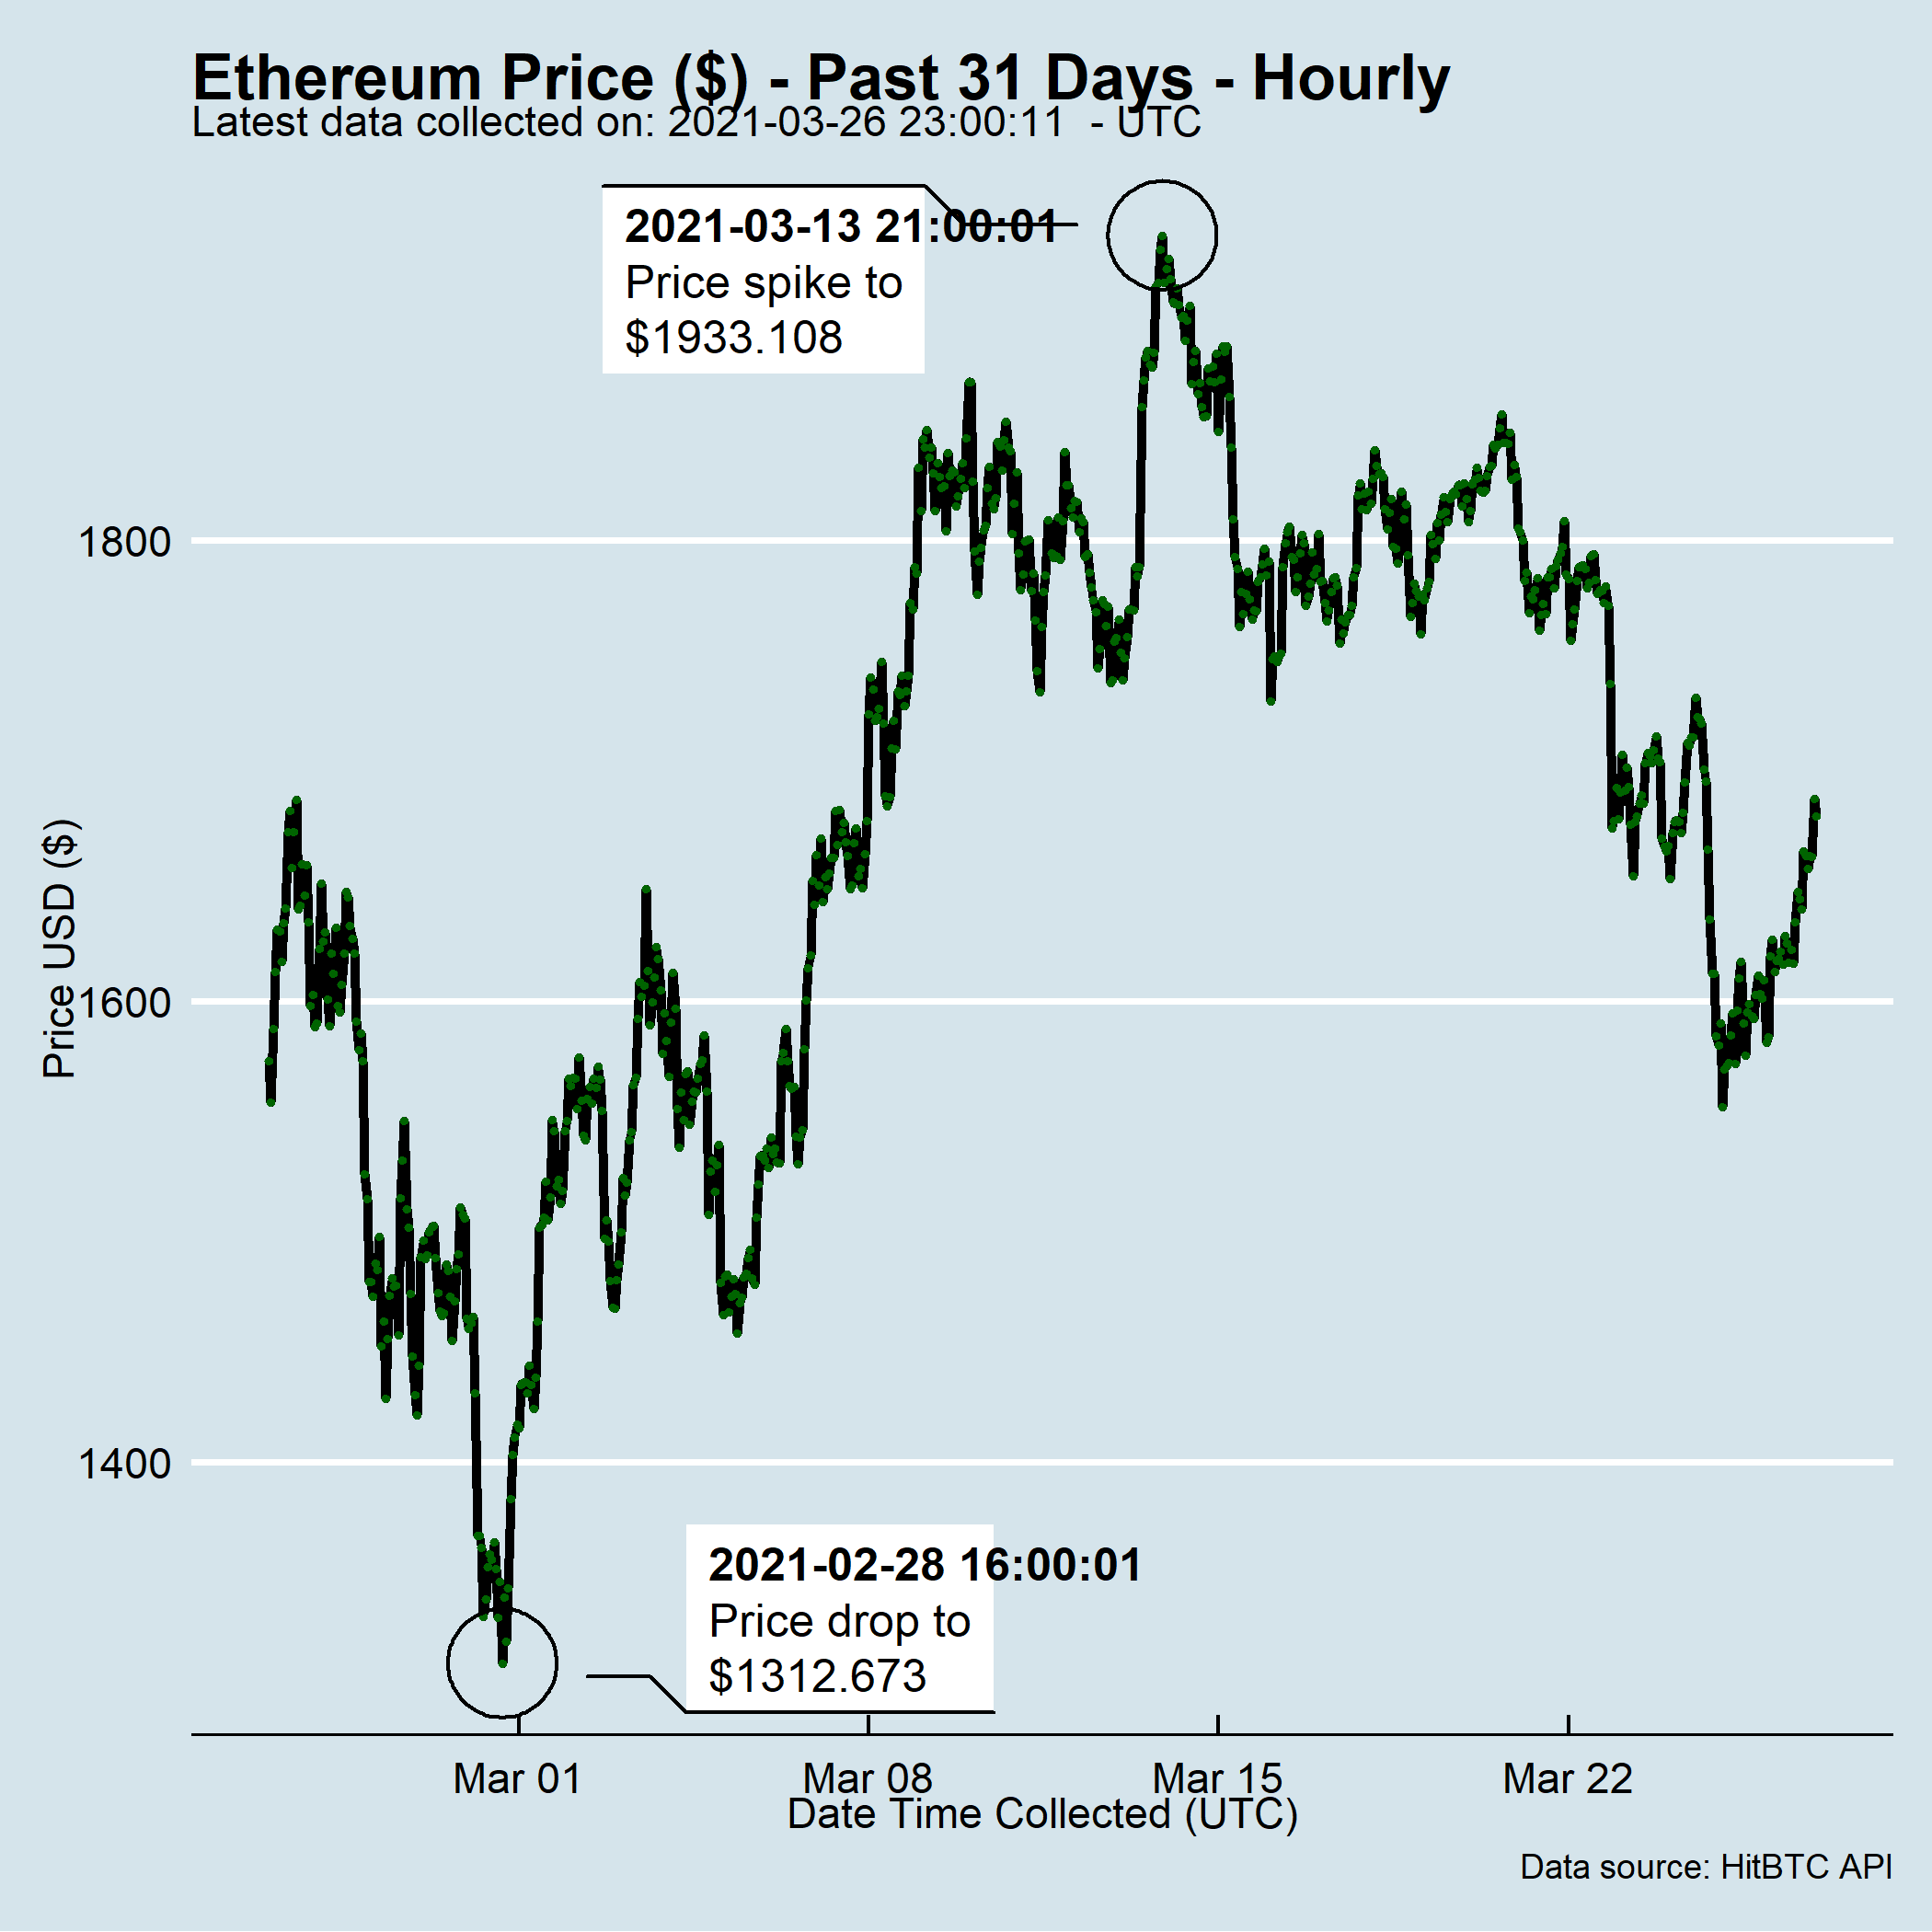 Ethereum Price ($) - Past 31 Days - Hourly
Latest data collected on: 2021-03-26 23:00:11  - UTC
2021-03-13 21:00:01
Price spike to
$1933.108
1800
1600
1400
Price USD ($)
2021-02-28 16:00:01
Price drop to
$1312.673
Mar 01
Mar 08
Mar 15
Mar 22
Date Time Collected (UTC)
Data source: HitBTC API